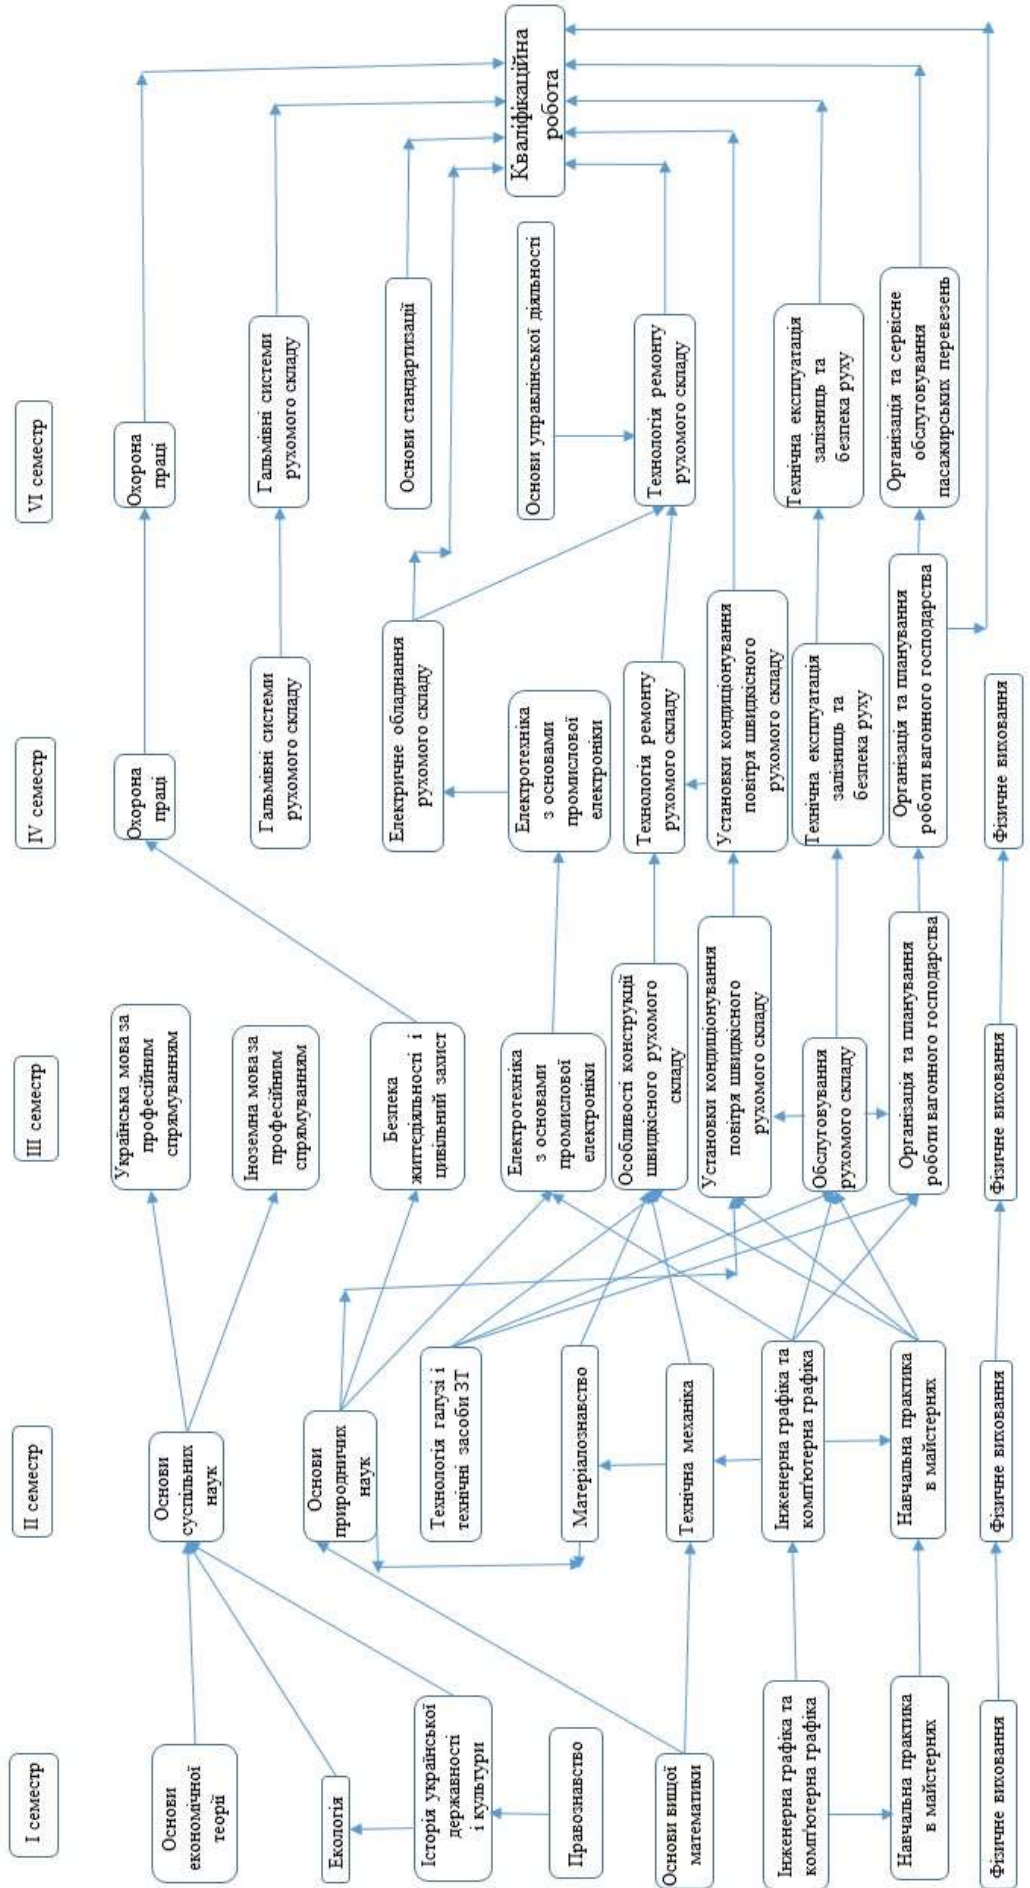 I семестр
II семестр
III семестр
IV семестр
VI семестр
Основи
економічної
теорії
Екологія
Історія української
державності
і культури
Правознавство
Основи вищої
математики
Інженерна графіка та
комп'ютерна графіка
Навчальна практика
в майстернях
Фізичне виховання
Основи
суспільних
наук
Основи
природничих
наук
Технологія галузі і
технічні засоби ЗТ
Матеріалознавство
Технічна механіка
Інженерна графіка та
комп'ютерна графіка
Навчальна практика
в майстернях
Фізичне виховання
Українська мова за
професійним
спрямуванням
Іноземна мова за
професійним
спрямуванням
Безпека
життєдіяльності і
цивільний захист
Електротехніка
з основами
промислової
електроніки
Особливості конструкції
швидкісного рухомого
складу
Установки кондиціонування
повітря швидкісного
рухомого складу
Обслуговування
рухомого складу
Організація та планування
роботи вагонного господарства
Фізичне виховання
Охорона
праці
Гальмівні системи
рухомого складу
Електричне обладнання
рухомого складу
Електротехніка
з основами
промислової
електроніки
Технологія ремонту
рухомого складу
Установки кондиціонування
повітря швидкісного
рухомого складу
Технічна експлуатація
залізниць та
безпека руху
Організація та планування
роботи вагонного господарства
Фізичне виховання
Охорона
праці
Гальмівні системи
рухомого складу
Основи стандартизації
Основи управлінської діяльності
Технологія ремонту
рухомого складу
Технічна експлуатація
залізниць та
безпека руху
Організація та сервісне
обслуговування
пасажирських перевезень
Кваліфікаційна
робота